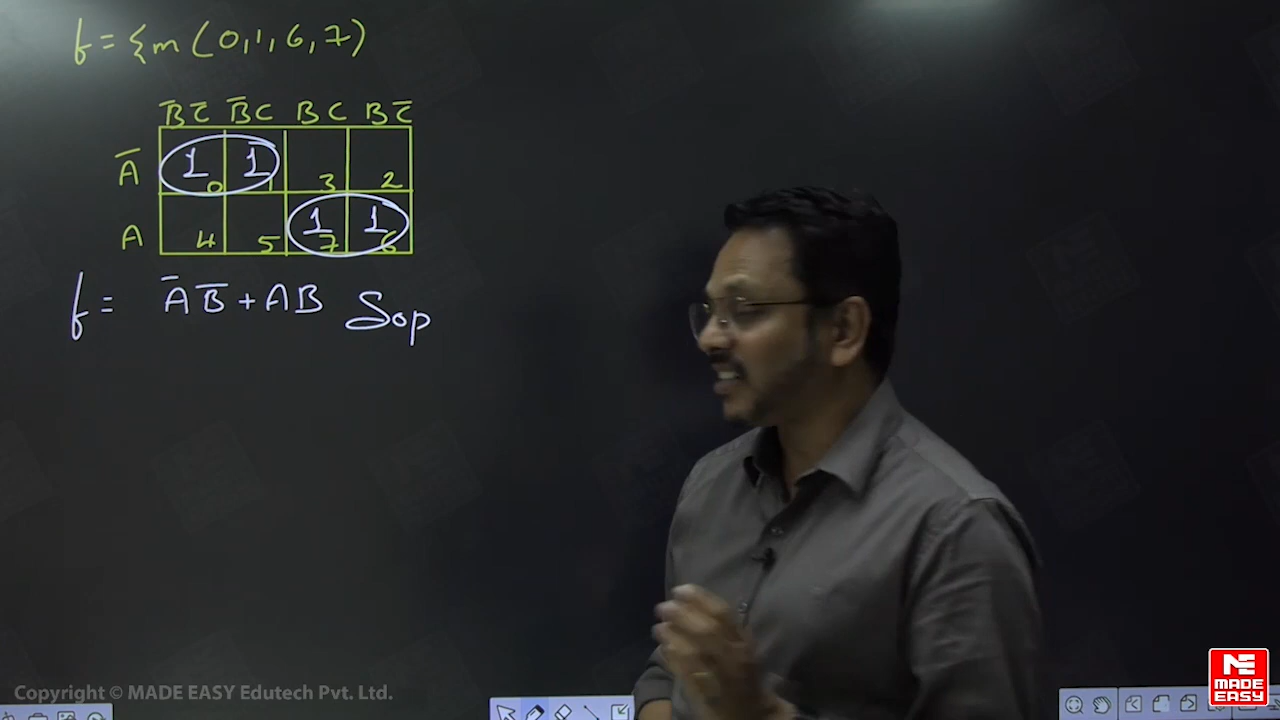 f = Σm (0,1,6,7)
B̅C̅ B̅C BC BC̅
A̅ 1 0 1 1 3 2
A 4 5 1 7 1 6
f = A̅B̅ + AB Sop
Copyright © MADE EASY Edutech Pvt. Ltd.
ME
MADE
EASY